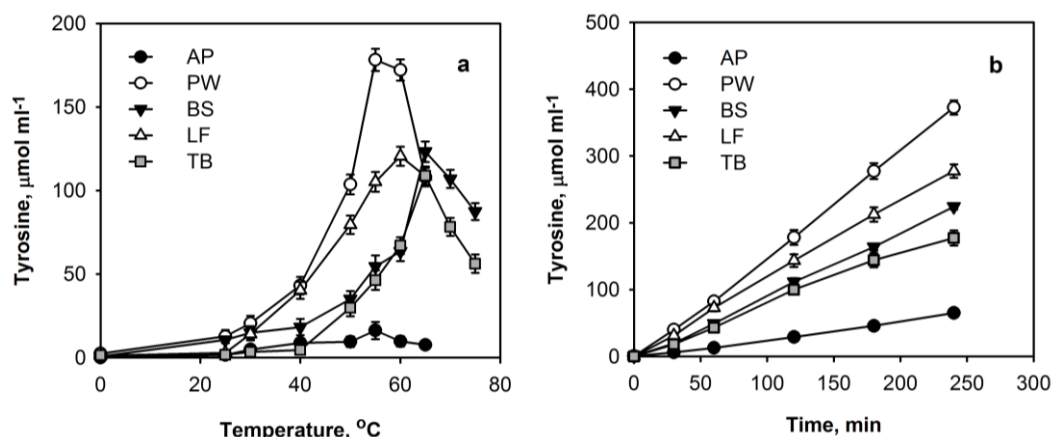 a
AP
PW
BS
LF
TB
Tyrosine, μmol ml⁻¹
200
150
100
50
0
0 20 40 60 80
Temperature, °C
b
AP
PW
BS
LF
TB
Tyrosine, μmol ml⁻¹
500
400
300
200
100
0
0 50 100 150 200 250 300
Time, min